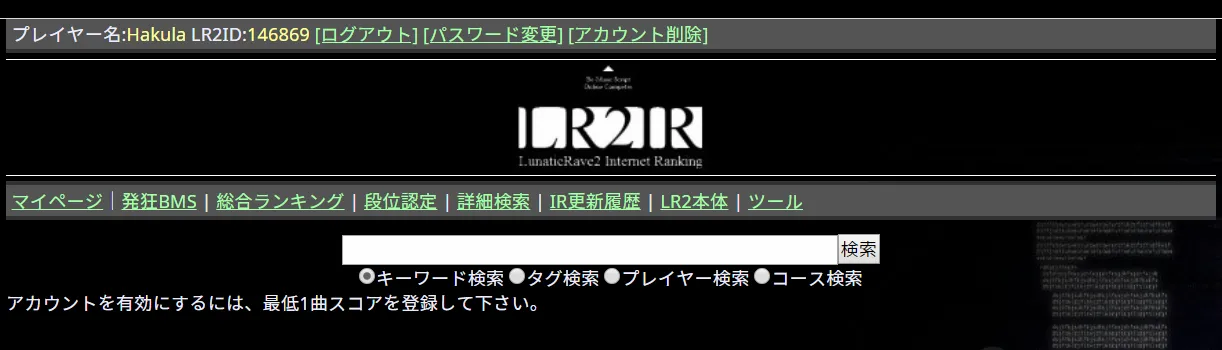 プレイヤー名:Hakula LR2ID:146869 [ログアウト] [パスワード変更] [アカウント削除]
LR2IR
LunaticRave2 Internet Ranking
マイページ | 発狂BMS | 総合ランキング | 段位認定 | 詳細検索 | IR更新履歴 | LR2本体 | ツール
検索
キーワード検索 タグ検索 プレイヤー検索 コース検索
アカウントを有効にするには、最低1曲スコアを登録して下さい。